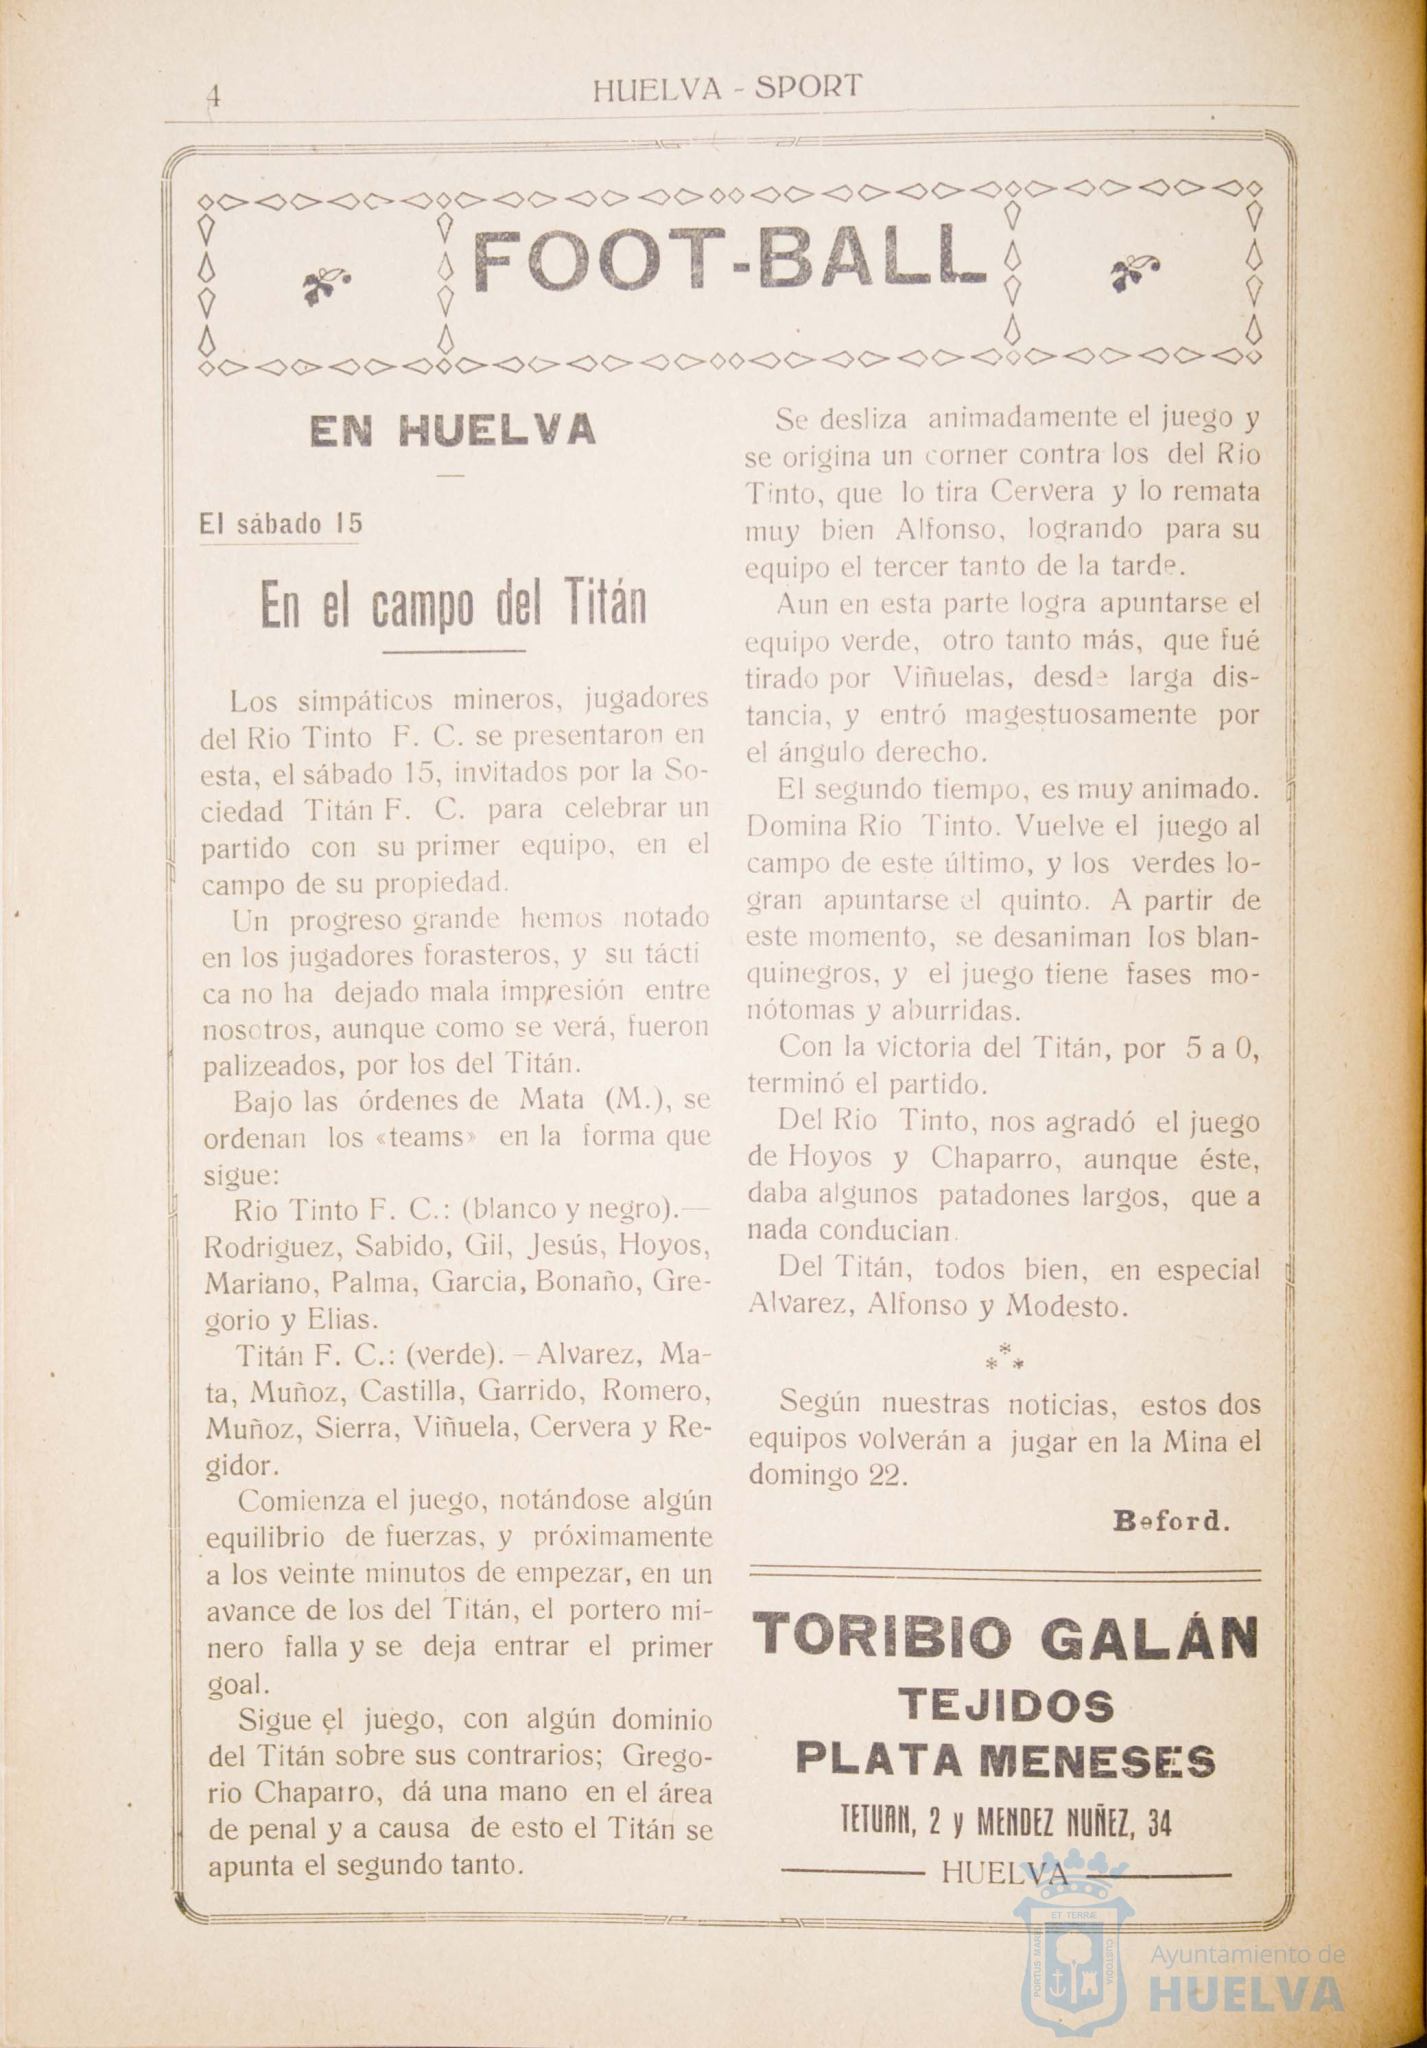 4
HUELVA - SPORT
FOOT-BALL
EN HUELVA
El sábado 15
En el campo del Titán
Los simpáticos mineros, jugadores
del Rio Tinto F. C. se presentaron en
esta, el sábado 15, invitados por la So-
ciedad Titán F. C. para celebrar un
partido con su primer equipo, en el
campo de su propiedad.
Un progreso grande hemos notado
en los jugadores forasteros, y su tácti
ca no ha dejado mala impresión entre
nosotros, aunque como se verá, fueron
palizeados, por los del Titán.
Bajo las órdenes de Mata (M.), se
ordenan los «teams» en la forma que
sigue:
Rio Tinto F. C.: (blanco y negro).—
Rodriguez, Sabido, Gil, Jesús, Hoyos,
Mariano, Palma, Garcia, Bonaño, Gre-
gorio y Elias.
Titán F. C.: (verde). — Alvarez, Ma-
ta, Muñoz, Castilla, Garrido, Romero,
Muñoz, Sierra, Viñuela, Cervera y Re-
gidor.
Comienza el juego, notándose algún
equilibrio de fuerzas, y próximamente
a los veinte minutos de empezar, en un
avance de los del Titán, el portero mi-
nero falla y se deja entrar el primer
goal.
Sigue el juego, con algún dominio
del Titán sobre sus contrarios; Grego-
rio Chaparro, dá una mano en el área
de penal y a causa de esto el Titán se
apunta el segundo tanto.
Se desliza animadamente el juego y
se origina un corner contra los del Rio
Tinto, que lo tira Cervera y lo remata
muy bien Alfonso, logrando para su
equipo el tercer tanto de la tarde.
Aun en esta parte logra apuntarse el
equipo verde, otro tanto más, que fué
tirado por Viñuelas, desde larga dis-
tancia, y entró magestuosamente por
el ángulo derecho.
El segundo tiempo, es muy animado.
Domina Rio Tinto. Vuelve el juego al
campo de este último, y los verdes lo-
gran apuntarse el quinto. A partir de
este momento, se desaniman los blan-
quinegros, y el juego tiene fases mo-
nótomas y aburridas.
Con la victoria del Titán, por 5 a 0,
terminó el partido.
Del Rio Tinto, nos agradó el juego
de Hoyos y Chaparro, aunque éste,
daba algunos patadones largos, que a
nada conducian.
Del Titán, todos bien, en especial
Alvarez, Alfonso y Modesto.
* * *
Según nuestras noticias, estos dos
equipos volverán a jugar en la Mina el
domingo 22.
Beford.
TORIBIO GALÁN
TEJIDOS
PLATA MENESES
TETUAN, 2 y MENDEZ NUÑEZ, 34
HUELVA
PORTUS MARIS ET TERRÆ CUSTODIA
Ayuntamiento de
HUELVA